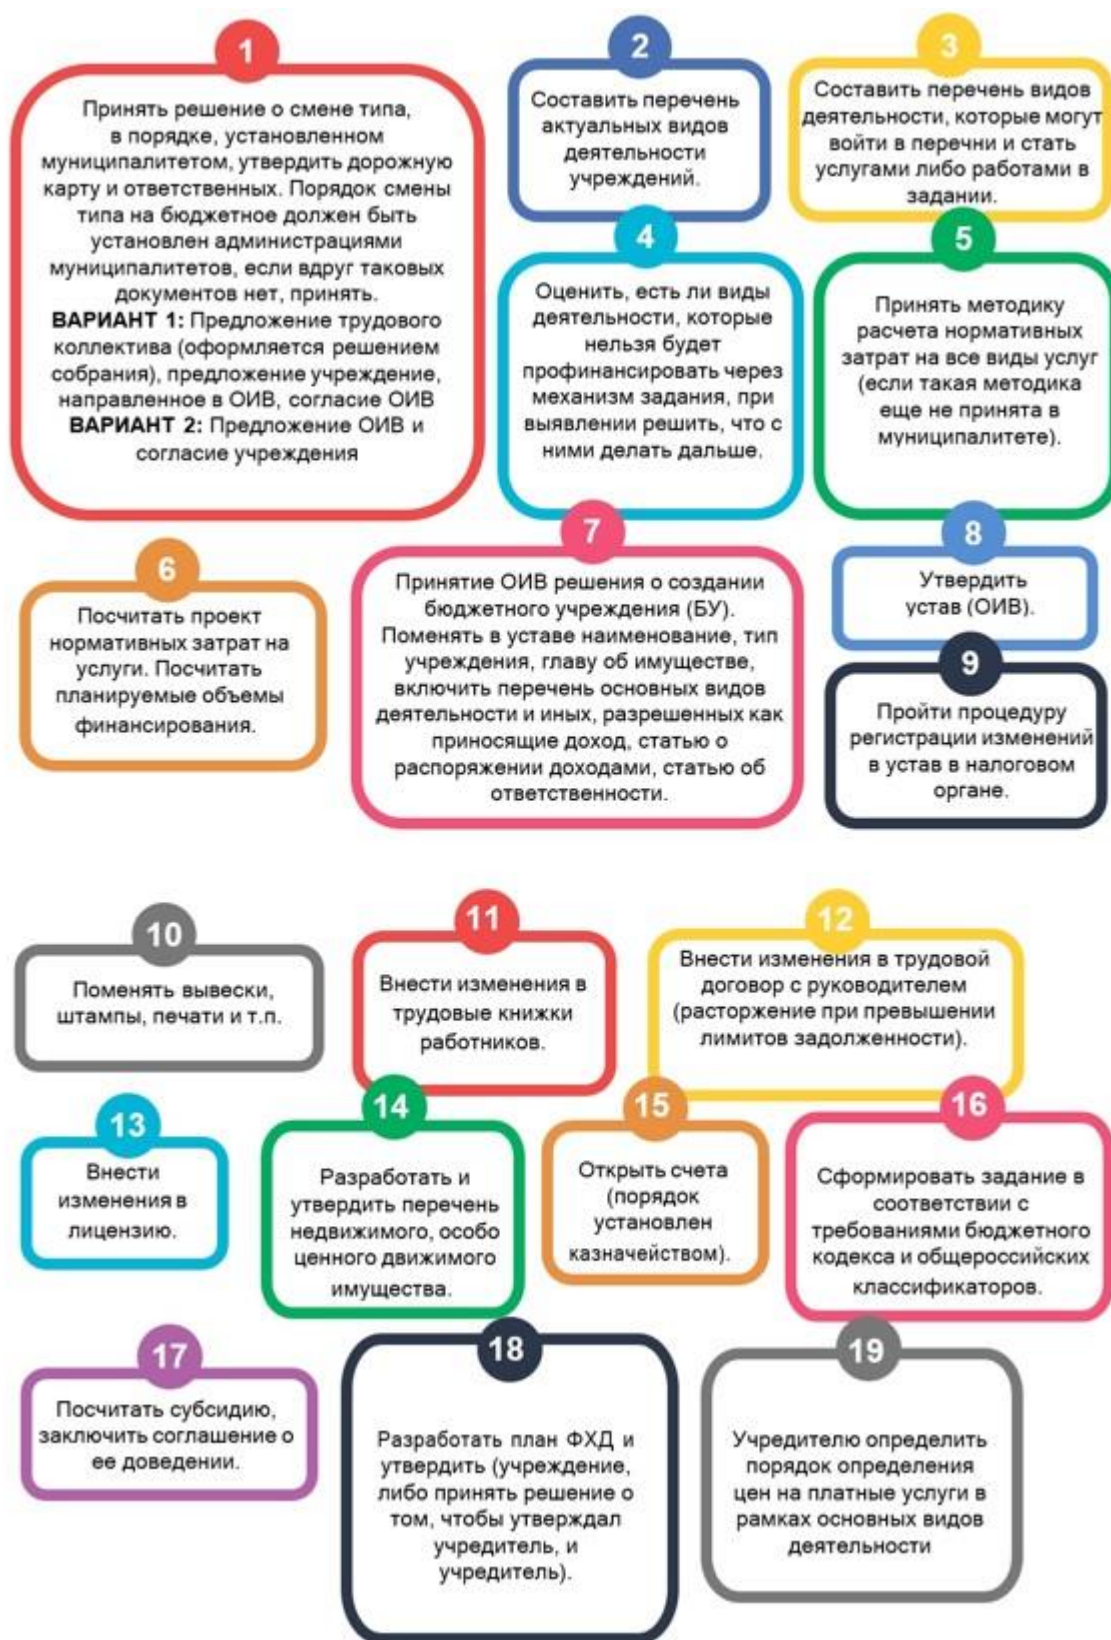 1
Принять решение о смене типа,
в порядке, установленном
муниципалитетом, утвердить дорожную
карту и ответственных. Порядок смены
типа на бюджетное должен быть
установлен администрациями
муниципалитетов, если вдруг таковых
документов нет, принять.
ВАРИАНТ 1: Предложение трудового
коллектива (оформляется решением
собрания), предложение учреждение,
направленное в ОИВ, согласие ОИВ
ВАРИАНТ 2: Предложение ОИВ и
согласие учреждения
2
Составить перечень
актуальных видов
деятельности
учреждений.
3
Составить перечень видов
деятельности, которые могут
войти в перечни и стать
услугами либо работами в
задании.
4
Оценить, есть ли виды
деятельности, которые
нельзя будет
профинансировать через
механизм задания, при
выявлении решить, что с
ними делать дальше.
5
Принять методику
расчета нормативных
затрат на все виды услуг
(если такая методика
еще не принята в
муниципалитете).
6
Посчитать проект
нормативных затрат на
услуги. Посчитать
планируемые объемы
финансирования.
7
Принятие ОИВ решения о создании
бюджетного учреждения (БУ).
Поменять в уставе наименование, тип
учреждения, главу об имуществе,
включить перечень основных видов
деятельности и иных, разрешенных как
приносящие доход, статью о
распоряжении доходами, статью об
ответственности.
8
Утвердить
устав (ОИВ).
9
Пройти процедуру
регистрации изменений
в устав в налоговом
органе.
10
Поменять вывески,
штампы, печати и т.п.
11
Внести изменения в
трудовые книжки
работников.
12
Внести изменения в трудовой
договор с руководителем
(расторжение при превышении
лимитов задолженности).
13
Внести
изменения в
лицензию.
14
Разработать и
утвердить перечень
недвижимого, особо
ценного движимого
имущества.
15
Открыть счета
(порядок
установлен
казначейством).
16
Сформировать задание в
соответствии с
требованиями бюджетного
кодекса и общероссийских
классификаторов.
17
Посчитать субсидию,
заключить соглашение о
ее доведении.
18
Разработать план ФХД и
утвердить (учреждение,
либо принять решение о
том, чтобы утверждал
учредитель, и
учредитель).
19
Учредителю определить
порядок определения
цен на платные услуги в
рамках основных видов
деятельности